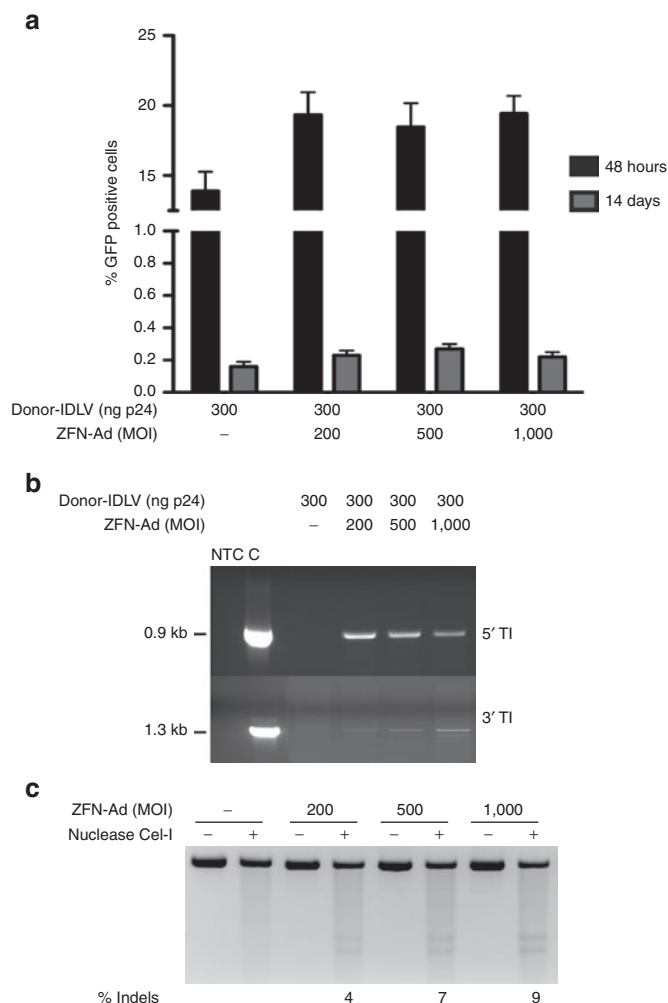 a
25
20
15
1.0
0.8
0.6
0.4
0.2
0.0
% GFP positive cells
48 hours
14 days
Donor-IDLV (ng p24) 300 300 300 300
ZFN-Ad (MOI) – 200 500 1,000
b
Donor-IDLV (ng p24) 300 300 300 300
ZFN-Ad (MOI) – 200 500 1,000
NTC C
0.9 kb 5′ TI
1.3 kb 3′ TI
c
ZFN-Ad (MOI) – 200 500 1,000
Nuclease Cel-I – + – + – + – +
% Indels 4 7 9